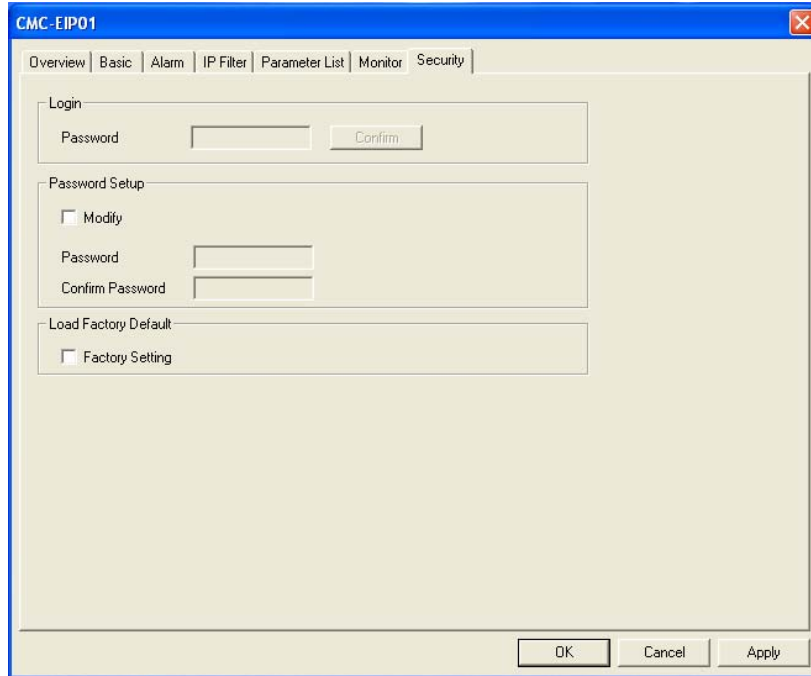 CMC-EIP01
Overview Basic Alarm IP Filter Parameter List Monitor Security
Login
Password Confirm
Password Setup
Modify
Password
Confirm Password
Load Factory Default
Factory Setting
OK Cancel Apply